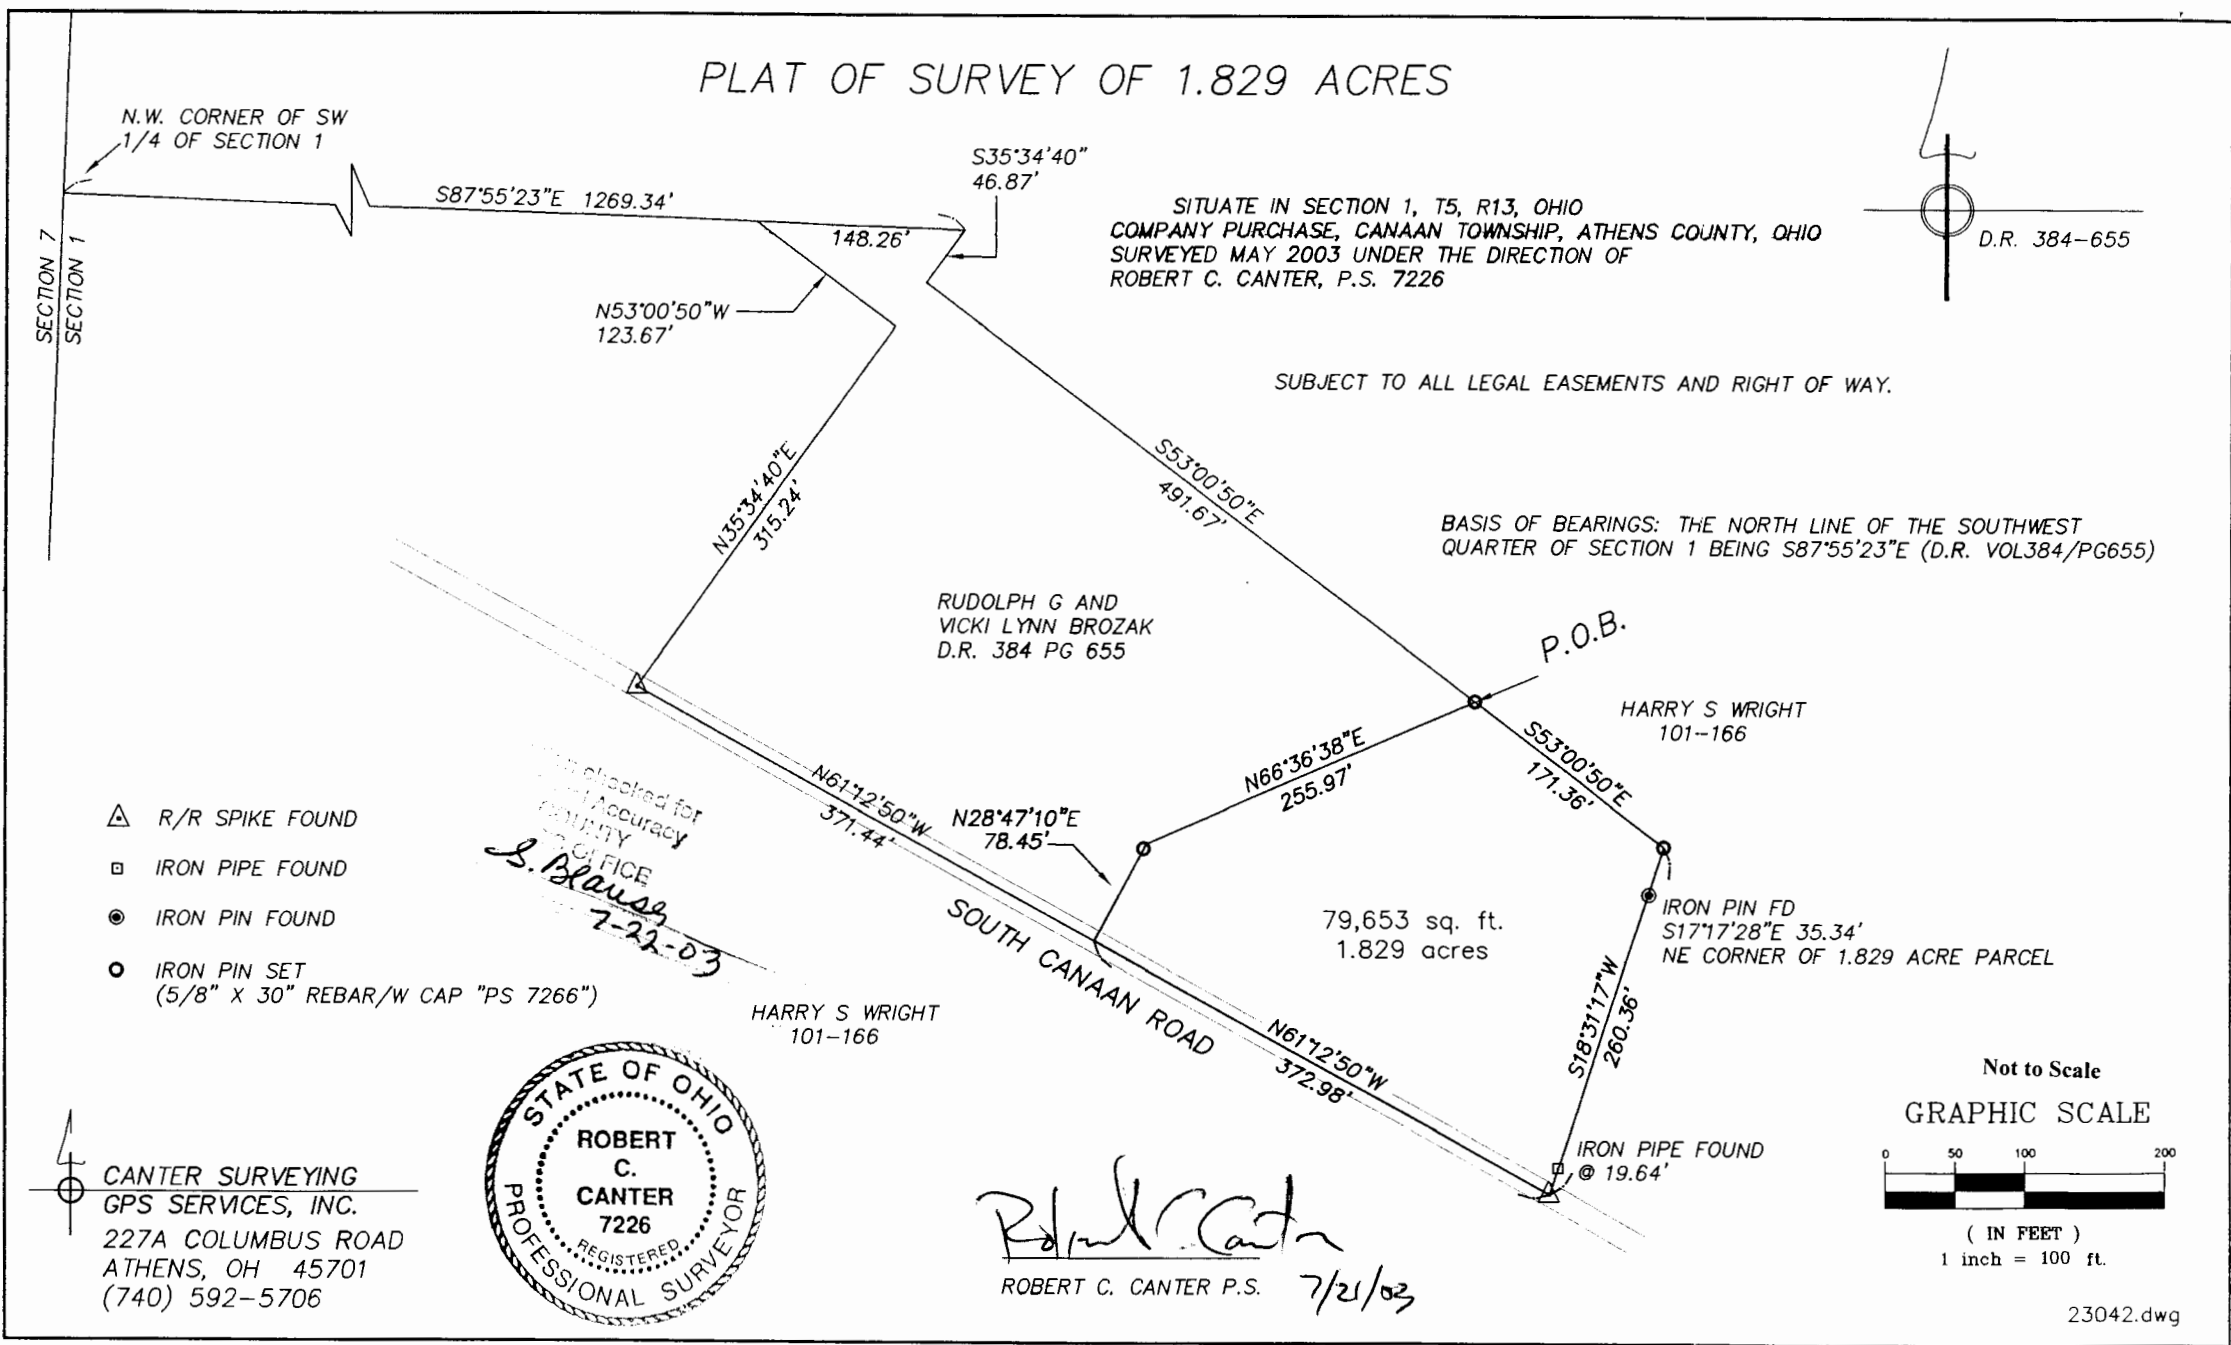 PLAT OF SURVEY OF 1.829 ACRES
N.W. CORNER OF SW
1/4 OF SECTION 1
SECTION 7
SECTION 1
S87°55'23"E 1269.34'
148.26'
S35°34'40"
46.87'
N53°00'50"W
123.67'
SITUATE IN SECTION 1, T5, R13, OHIO
COMPANY PURCHASE, CANAAN TOWNSHIP, ATHENS COUNTY, OHIO
SURVEYED MAY 2003 UNDER THE DIRECTION OF
ROBERT C. CANTER, P.S. 7226
D.R. 384-655
SUBJECT TO ALL LEGAL EASEMENTS AND RIGHT OF WAY.
N35°34'40"E
315.24'
S53°00'50"E
491.67'
BASIS OF BEARINGS: THE NORTH LINE OF THE SOUTHWEST
QUARTER OF SECTION 1 BEING S87°55'23"E (D.R. VOL384/PG655)
RUDOLPH G AND
VICKI LYNN BROZAK
D.R. 384 PG 655
P.O.B.
HARRY S WRIGHT
101-166
S53°00'50"E
171.36'
N66°36'38"E
255.97'
N28°47'10"E
78.45'
N61°12'50"W
371.44'
checked for
Accuracy
COUNTY
OFFICE
7-22-03
R/R SPIKE FOUND
IRON PIPE FOUND
IRON PIN FOUND
IRON PIN SET
(5/8" X 30" REBAR/W CAP "PS 7266")
79,653 sq. ft.
1.829 acres
IRON PIN FD
S17°17'28"E 35.34'
NE CORNER OF 1.829 ACRE PARCEL
SOUTH CANAAN ROAD
S18°31'17"W
260.36'
HARRY S WRIGHT
101-166
N61°12'50"W
372.98'
IRON PIPE FOUND
@ 19.64'
Not to Scale
GRAPHIC SCALE
0 50 100 200
( IN FEET )
1 inch = 100 ft.
CANTER SURVEYING
GPS SERVICES, INC.
227A COLUMBUS ROAD
ATHENS, OH 45701
(740) 592-5706
STATE OF OHIO
ROBERT
C.
CANTER
7226
REGISTERED
PROFESSIONAL SURVEYOR
Robert C Canter
ROBERT C. CANTER P.S. 7/21/03
23042.dwg